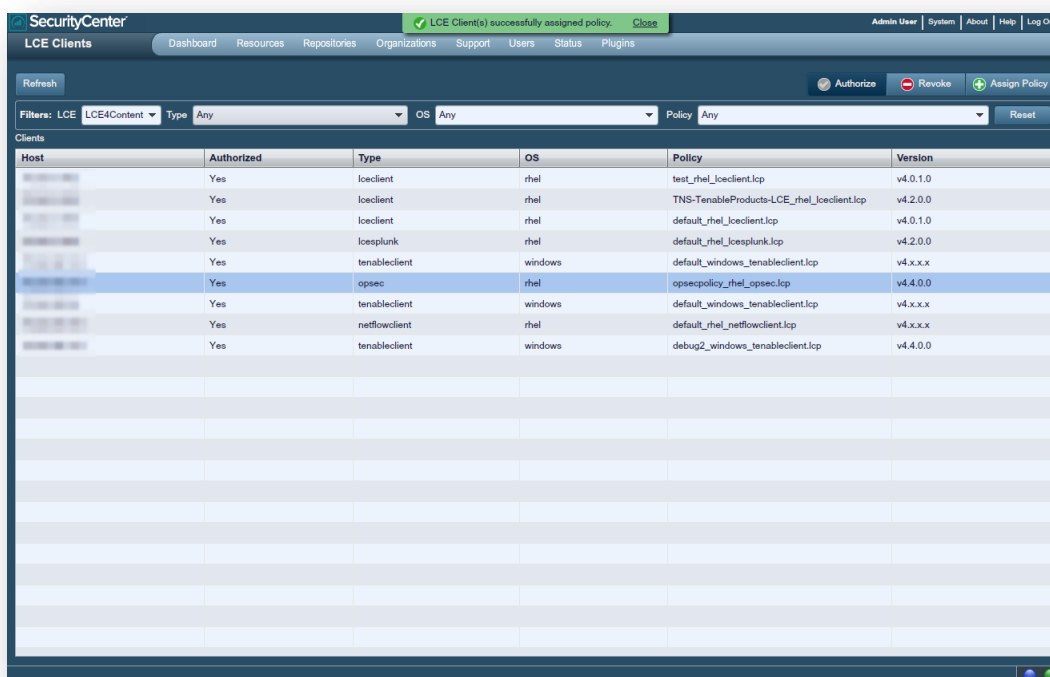 SecurityCenter
LCE Client(s) successfully assigned policy. Close
Admin User | System | About | Help |
LCE Clients
Dashboard Resources Repositories Organizations Support Users Status Plugins
Refresh
Authorize Revoke Assign Policy
Filters: LCE LCE4Content Type Any OS Any Policy Any Reset
Clients
Host Authorized Type OS Policy Version
Yes lceclient rhel test_rhel_lceclient.lcp v4.0.1.0
Yes lceclient rhel TNS-TenableProducts-LCE_rhel_lceclient.lcp v4.2.0.0
Yes lceclient rhel default_rhel_lceclient.lcp v4.0.1.0
Yes lcesplunk rhel default_rhel_lcesplunk.lcp v4.2.0.0
Yes tenableclient windows default_windows_tenableclient.lcp v4.x.x.x
Yes opsec rhel opsecpolicy_rhel_opsec.lcp v4.4.0.0
Yes tenableclient windows default_windows_tenableclient.lcp v4.x.x.x
Yes netflowclient rhel default_rhel_netflowclient.lcp v4.x.x.x
Yes tenableclient windows debug2_windows_tenableclient.lcp v4.4.0.0